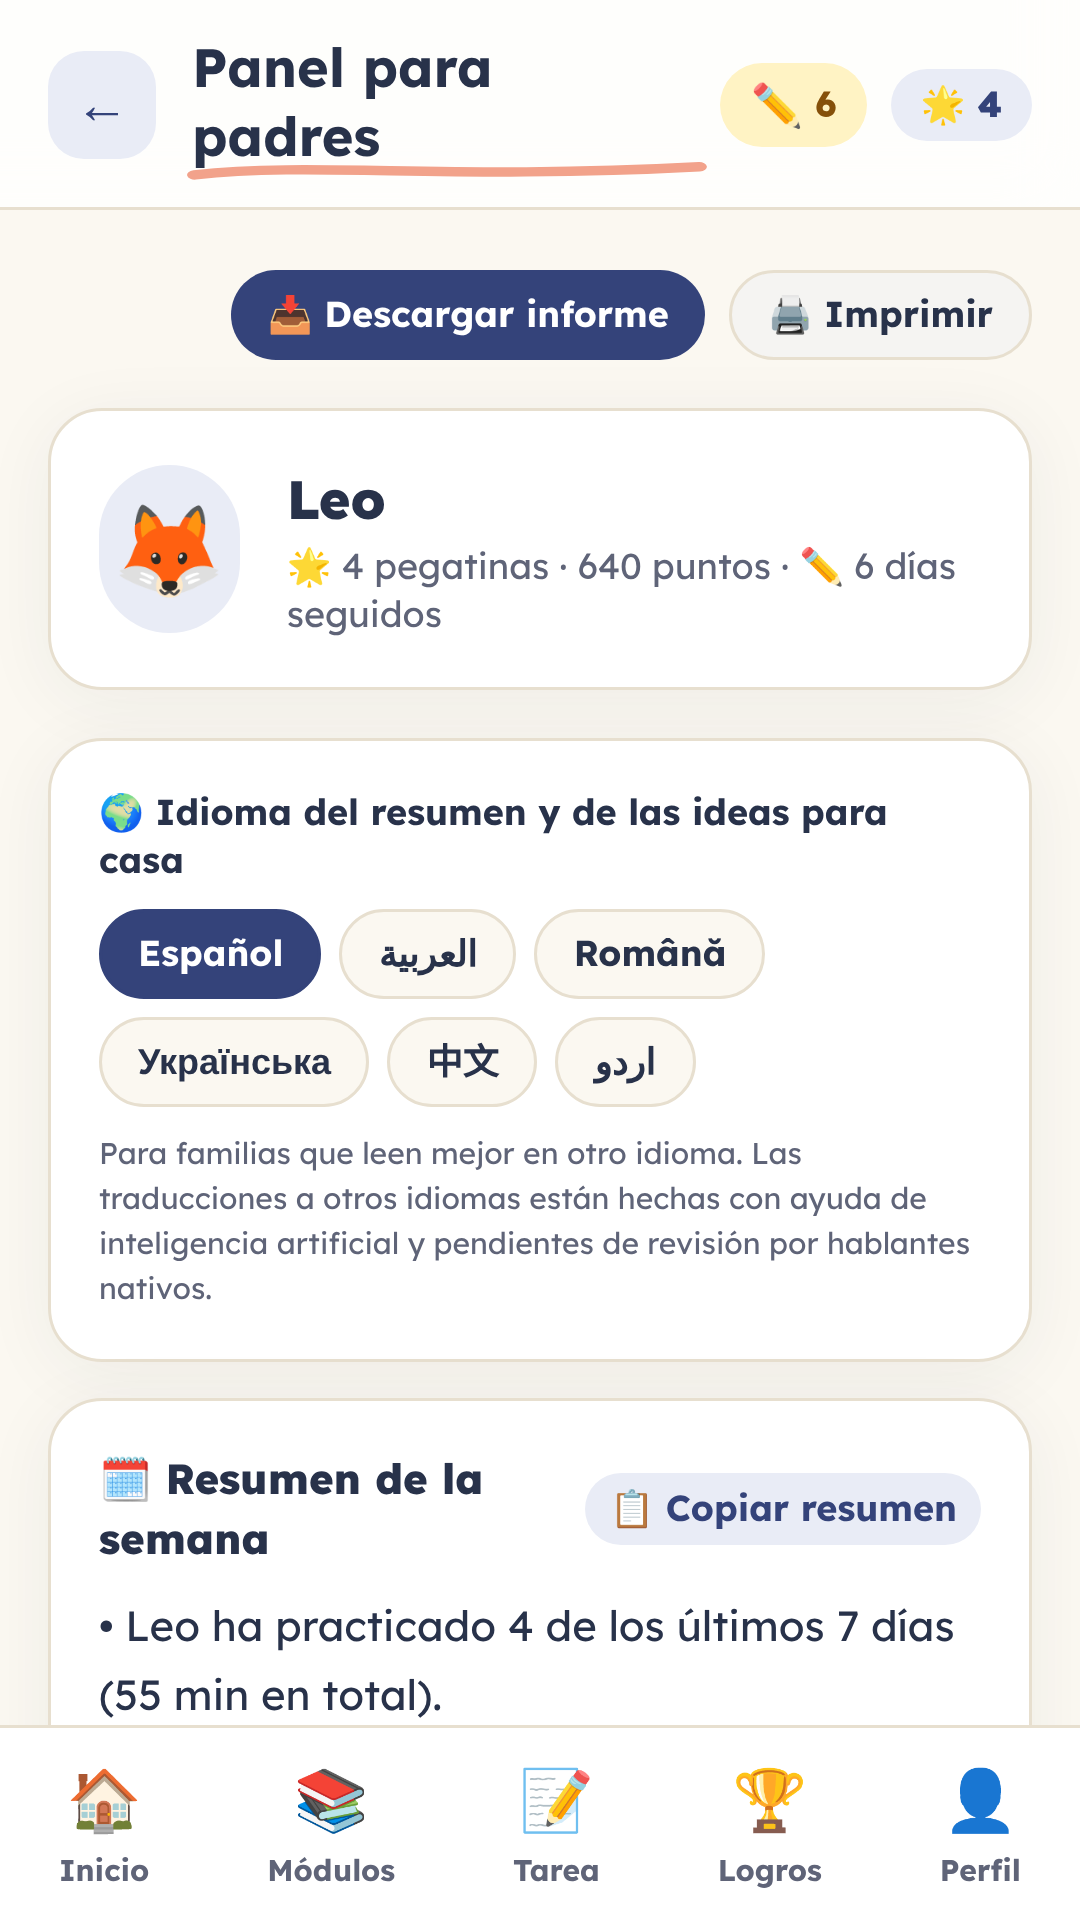 ←
Panel para
padres
✏️ 6
🌟 4
📥 Descargar informe
🖨️ Imprimir
Leo
🌟 4 pegatinas · 640 puntos · ✏️ 6 días
seguidos
🌍 Idioma del resumen y de las ideas para
casa
Español
العربية
Română
Українська
中文
اردو
Para familias que leen mejor en otro idioma. Las
traducciones a otros idiomas están hechas con ayuda de
inteligencia artificial y pendientes de revisión por hablantes
nativos.
🗓️ Resumen de la
semana
📋 Copiar resumen
• Leo ha practicado 4 de los últimos 7 días
(55 min en total).
Inicio
Módulos
Tarea
Logros
Perfil